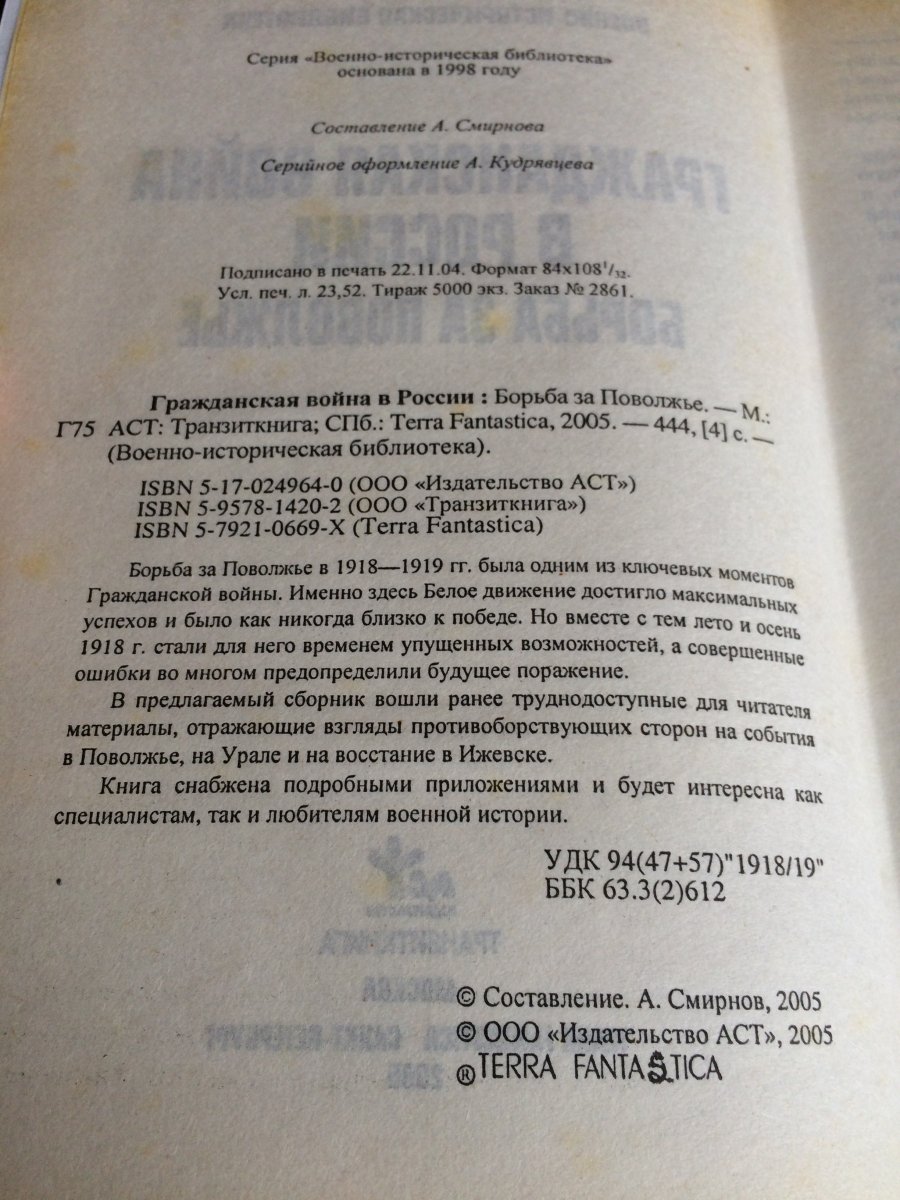 Серия «Военно-историческая библиотека»
основана в 1998 году
Составление А. Смирнова
Серийное оформление А. Кудрявцева
Подписано в печать 22.11.04. Формат 84х108¹/₃₂.
Усл. печ. л. 23,52. Тираж 5000 экз. Заказ № 2861.
Гражданская война в России : Борьба за Поволжье. — М.:
Г75 АСТ: Транзиткнига; СПб.: Terra Fantastica, 2005. — 444, [4] с. —
(Военно-историческая библиотека).
ISBN 5-17-024964-0 (ООО «Издательство АСТ»)
ISBN 5-9578-1420-2 (ООО «Транзиткнига»)
ISBN 5-7921-0669-X (Terra Fantastica)
Борьба за Поволжье в 1918—1919 гг. была одним из ключевых моментов
Гражданской войны. Именно здесь Белое движение достигло максимальных
успехов и было как никогда близко к победе. Но вместе с тем лето и осень
1918 г. стали для него временем упущенных возможностей, а совершенные
ошибки во многом предопределили будущее поражение.
В предлагаемый сборник вошли ранее труднодоступные для читателя
материалы, отражающие взгляды противоборствующих сторон на события
в Поволжье, на Урале и на восстание в Ижевске.
Книга снабжена подробными приложениями и будет интересна как
специалистам, так и любителям военной истории.
УДК 94(47+57)"1918/19"
ББК 63.3(2)612
© Составление. А. Смирнов, 2005
© ООО «Издательство АСТ», 2005
® TERRA FANTASTICA